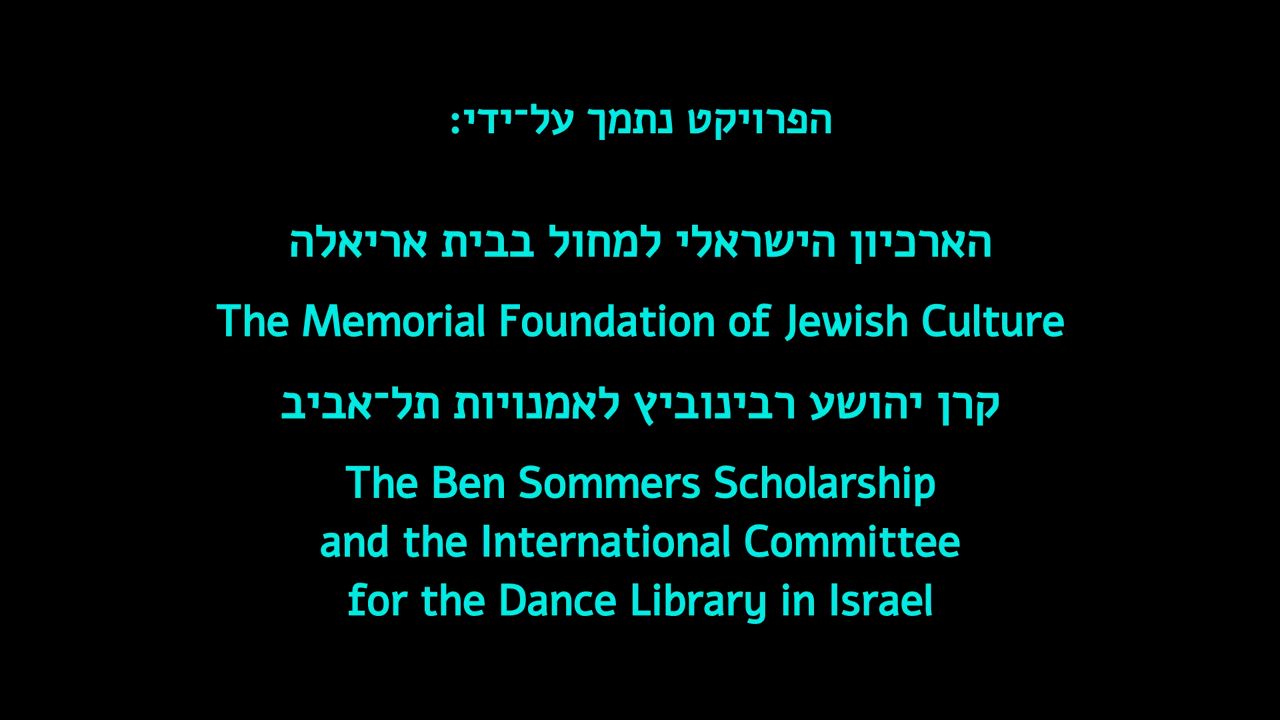 הפרויקט נתמך על־ידי:
הארכיון הישראלי למחול בבית אריאלה
The Memorial Foundation of Jewish Culture
קרן יהושע רבינוביץ לאמנויות תל־אביב
The Ben Sommers Scholarship
and the International Committee
for the Dance Library in Israel